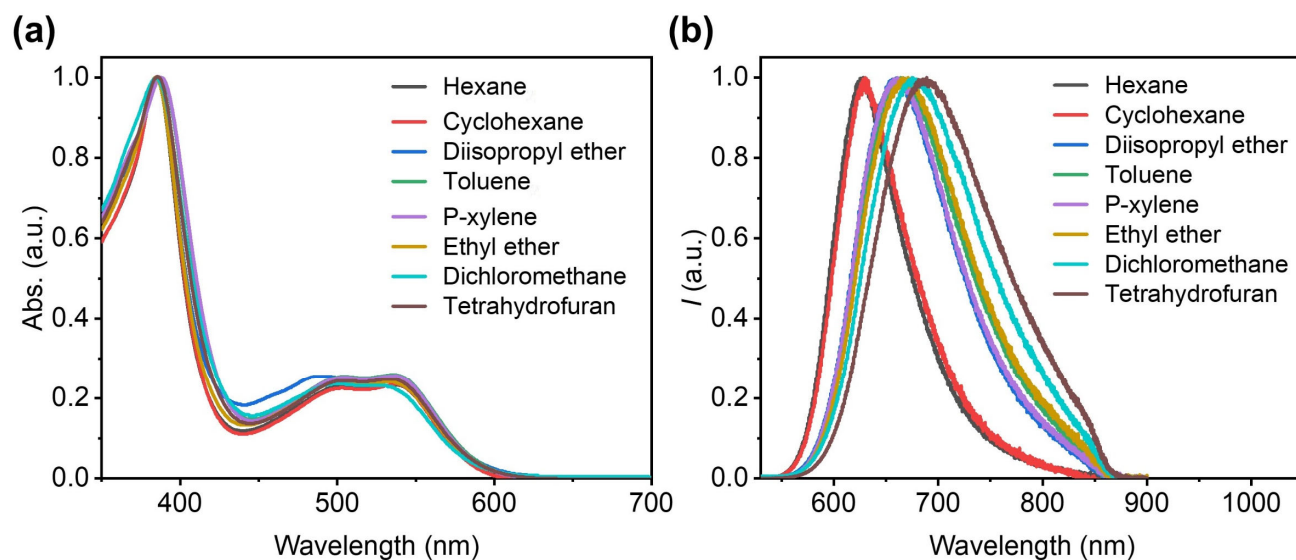 (a)
Abs. (a.u.)
1.0
0.8
0.6
0.4
0.2
0.0
Hexane
Cyclohexane
Diisopropyl ether
Toluene
P-xylene
Ethyl ether
Dichloromethane
Tetrahydrofuran
400
500
600
700
Wavelength (nm)
(b)
I (a.u.)
1.0
0.8
0.6
0.4
0.2
0.0
Hexane
Cyclohexane
Diisopropyl ether
Toluene
P-xylene
Ethyl ether
Dichloromethane
Tetrahydrofuran
600
700
800
900
1000
Wavelength (nm)